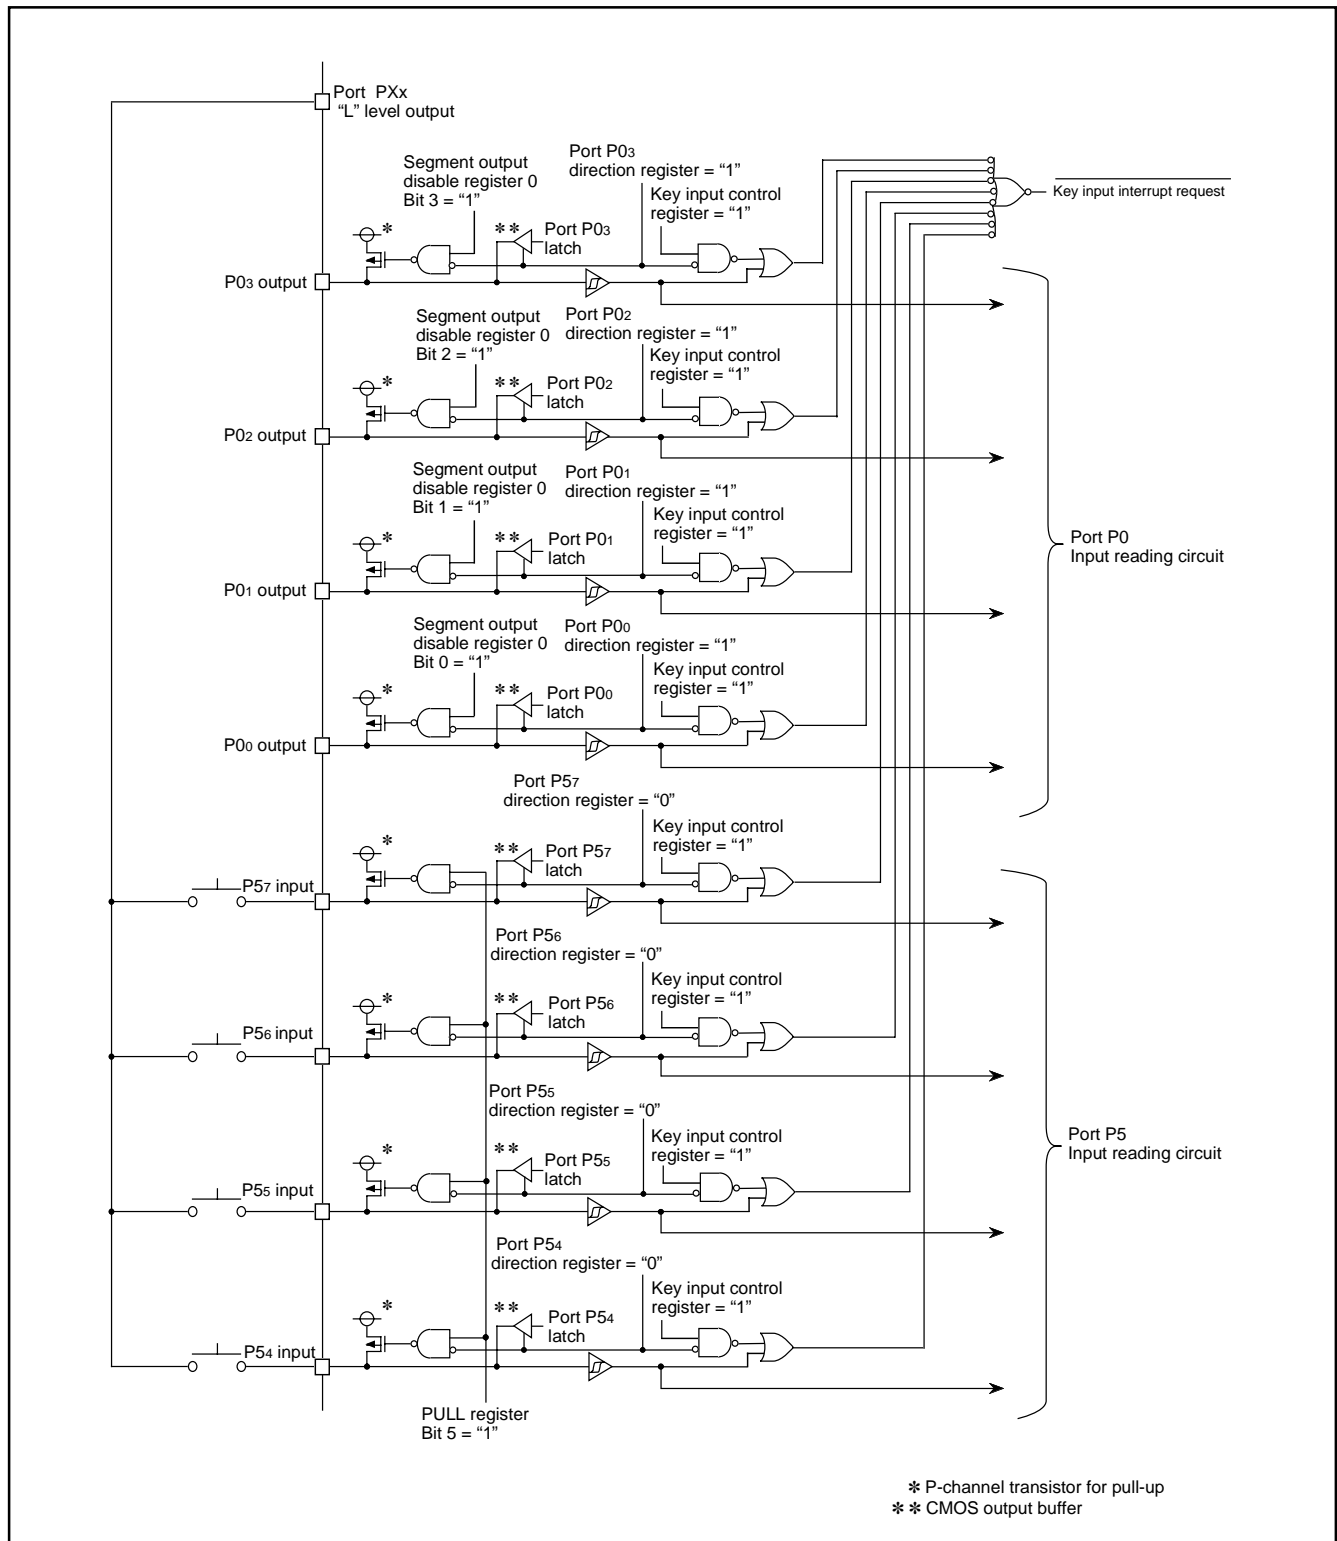 Port PXx
“L” level output
Segment output
disable register 0
Bit 3 = “1”
Port P03
direction register = “1”
Key input control
register = “1”
Key input interrupt request
*
**
Port P03
latch
P03 output
Segment output
disable register 0
Bit 2 = “1”
Port P02
direction register = “1”
Key input control
register = “1”
*
**
Port P02
latch
P02 output
Segment output
disable register 0
Bit 1 = “1”
Port P01
direction register = “1”
Key input control
register = “1”
*
**
Port P01
latch
P01 output
Port P0
Input reading circuit
Segment output
disable register 0
Bit 0 = “1”
Port P00
direction register = “1”
Key input control
register = “1”
*
**
Port P00
latch
P00 output
Port P57
direction register = “0”
Key input control
register = “1”
*
**
Port P57
latch
P57 input
Port P56
direction register = “0”
Key input control
register = “1”
*
**
Port P56
latch
P56 input
Port P55
direction register = “0”
Key input control
register = “1”
*
**
Port P55
latch
P55 input
Port P5
Input reading circuit
Port P54
direction register = “0”
Key input control
register = “1”
*
**
Port P54
latch
P54 input
PULL register
Bit 5 = “1”
* P-channel transistor for pull-up
** CMOS output buffer